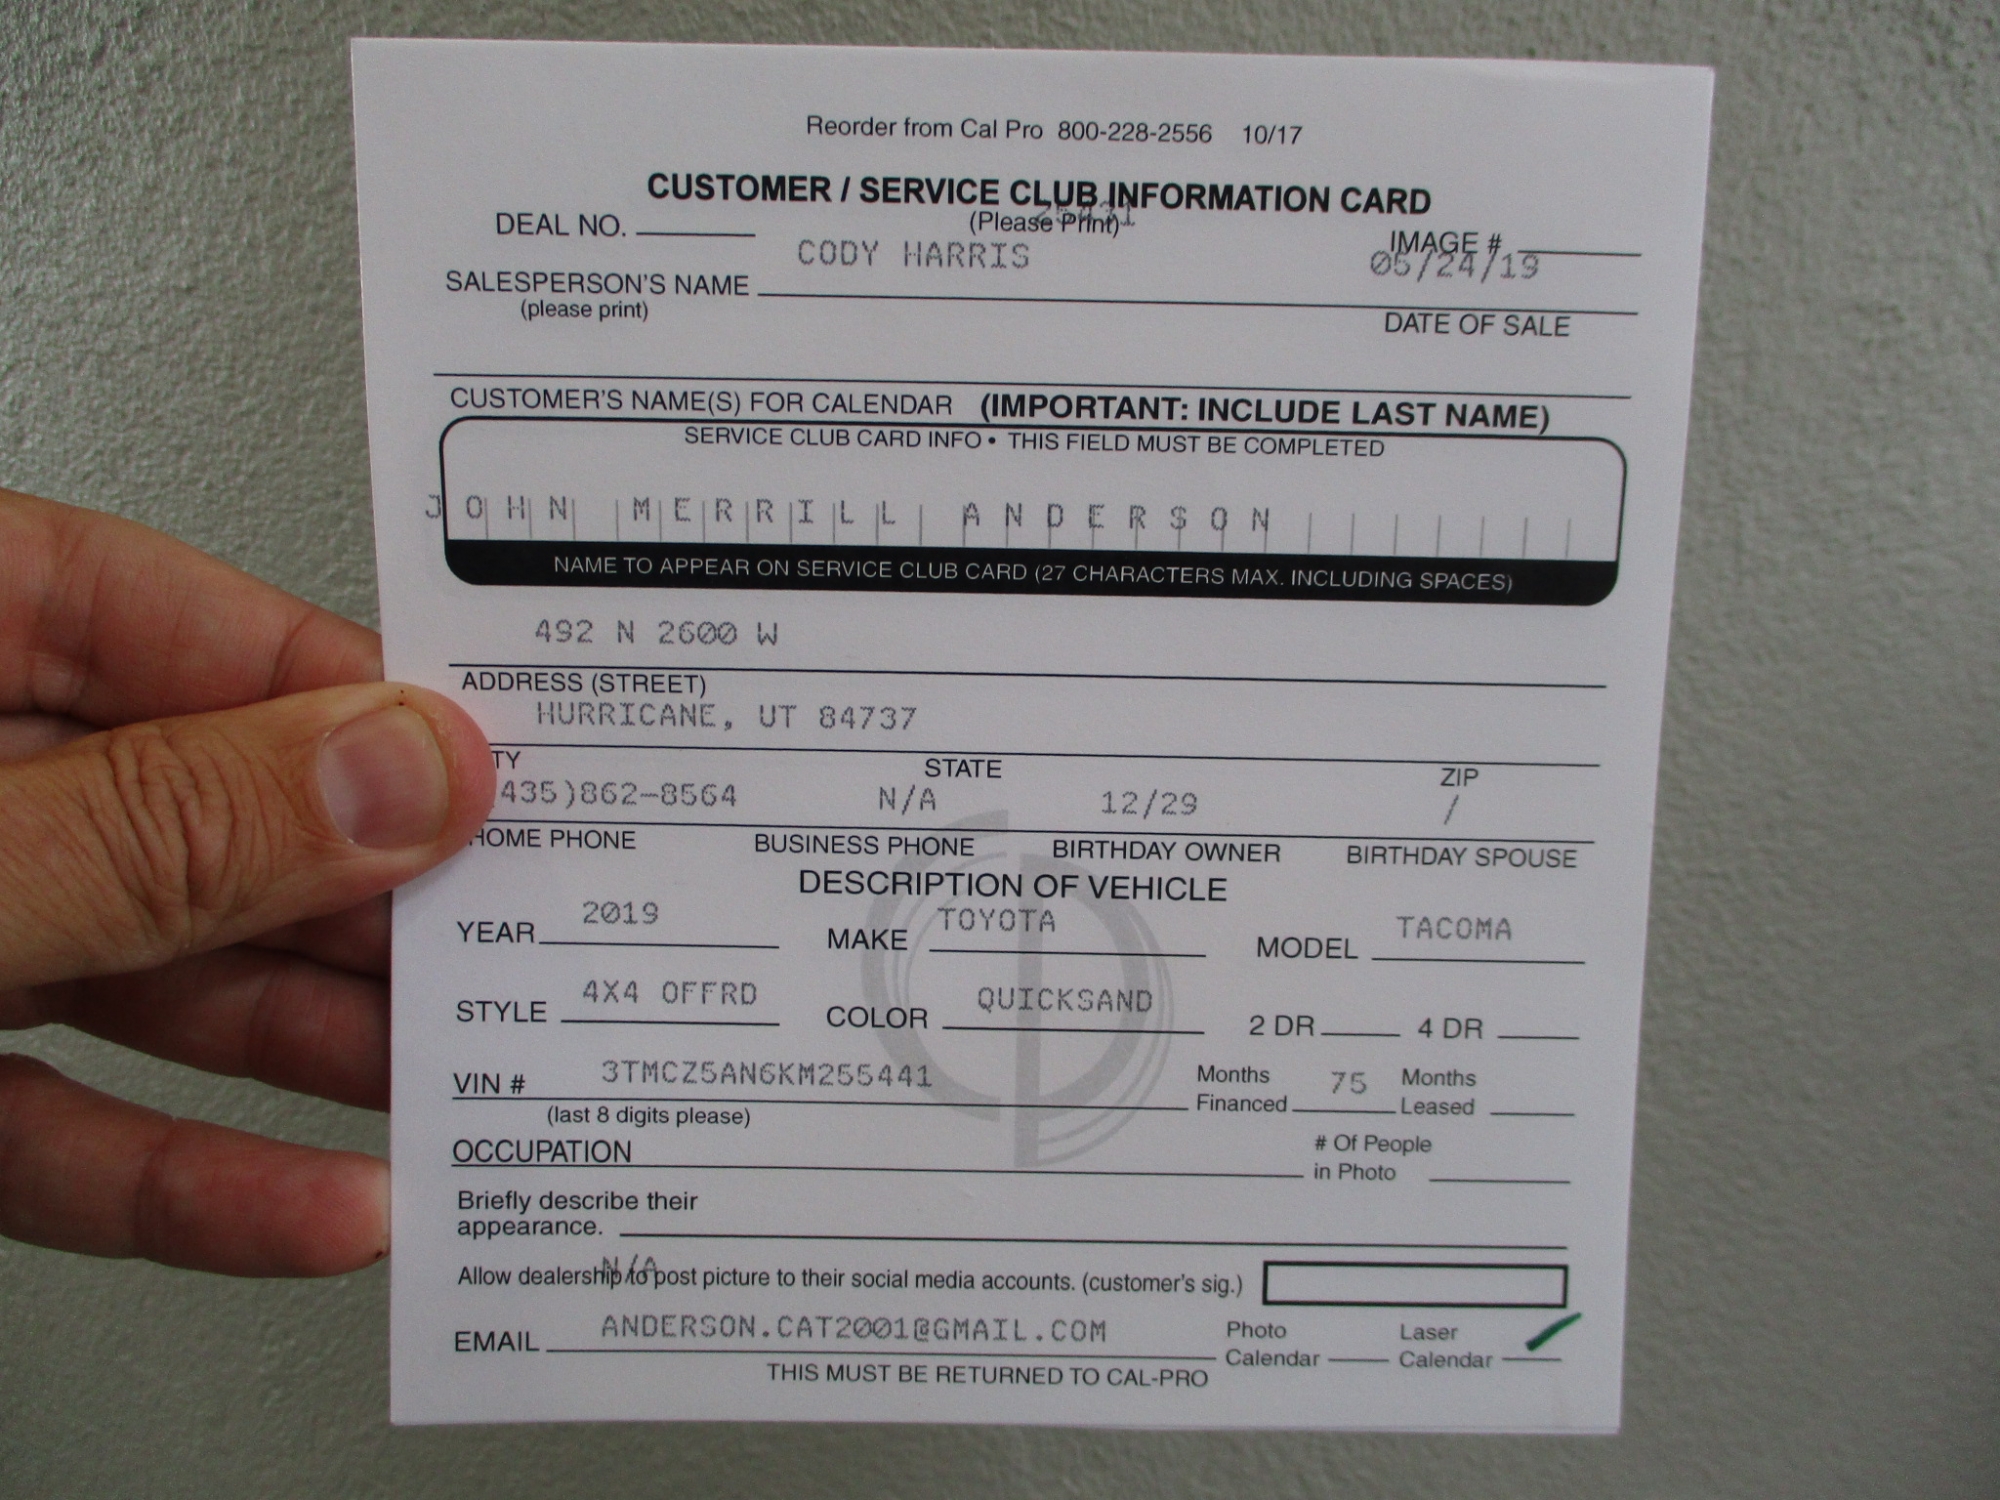 Reorder from Cal Pro 800-228-2556 10/17
CUSTOMER / SERVICE CLUB INFORMATION CARD
(Please Print)
DEAL NO. IMAGE #
CODY HARRIS 05/24/19
SALESPERSON'S NAME
(please print) DATE OF SALE
CUSTOMER'S NAME(S) FOR CALENDAR (IMPORTANT: INCLUDE LAST NAME)
SERVICE CLUB CARD INFO • THIS FIELD MUST BE COMPLETED
JOHN MERRILL ANDERSON
NAME TO APPEAR ON SERVICE CLUB CARD (27 CHARACTERS MAX. INCLUDING SPACES)
492 N 2600 W
ADDRESS (STREET)
HURRICANE, UT 84737
TY STATE ZIP
435)862-8564 N/A 12/29 /
HOME PHONE BUSINESS PHONE BIRTHDAY OWNER BIRTHDAY SPOUSE
DESCRIPTION OF VEHICLE
YEAR 2019 MAKE TOYOTA MODEL TACOMA
STYLE 4X4 OFFRD COLOR QUICKSAND 2 DR 4 DR
VIN # 3TMCZ5AN6KM255441 Months Financed 75 Months Leased
(last 8 digits please)
OCCUPATION # Of People in Photo
Briefly describe their
appearance.
N/A
Allow dealership to post picture to their social media accounts. (customer's sig.)
EMAIL ANDERSON.CAT2001@GMAIL.COM Photo Calendar Laser Calendar
THIS MUST BE RETURNED TO CAL-PRO